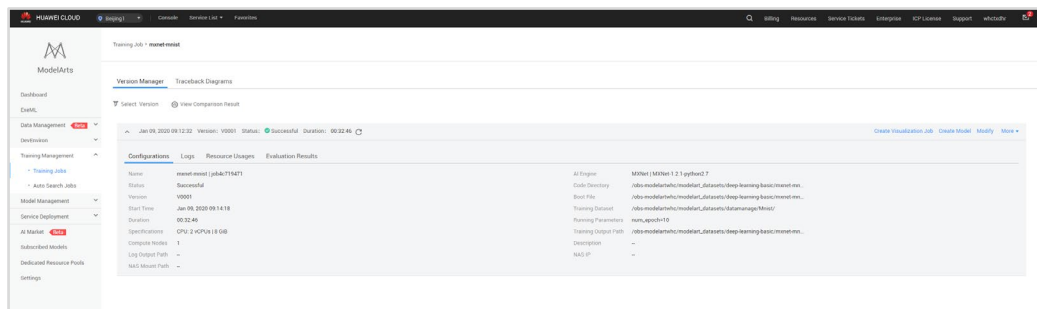 HUAWEI CLOUD Beijing1 Console Service List Favorites Billing Resources Service Tickets Enterprise ICP License Support whctxdhr
ModelArts
Training Job mxnet-mnist
Version Manager Traceback Diagrams
Select Version View Comparison Result
Dashboard
ExeML
Data Management Beta
DevEnviron
Training Management
Training Jobs
Auto Search Jobs
Model Management
Service Deployment
AI Market Beta
Subscribed Models
Dedicated Resource Pools
Settings
Jan 09, 2020 09:12:32 Version: V0001 Status: Successful Duration: 00:32:46 Create Visualization Job Create Model Modify More
Configurations Logs Resource Usages Evaluation Results
Name mxnet-mnist | job4c719471 AI Engine MXNet | MXNet-1.2.1-python2.7
Status Successful Code Directory /obs-modelartwhc/modelart_datasets/deep-learning-basic/mxnet-mn...
Version V0001 Boot File /obs-modelartwhc/modelart_datasets/deep-learning-basic/mxnet-mn...
Start Time Jan 09, 2020 09:14:18 Training Dataset /obs-modelartwhc/modelart_datasets/datamanage/Mnist/
Duration 00:32:46 Running Parameters num_epoch=10
Specifications CPU: 2 vCPUs | 8 GiB Training Output Path /obs-modelartwhc/modelart_datasets/deep-learning-basic/mxnet-mn...
Compute Nodes 1 Description –
Log Output Path – NAS IP –
NAS Mount Path –